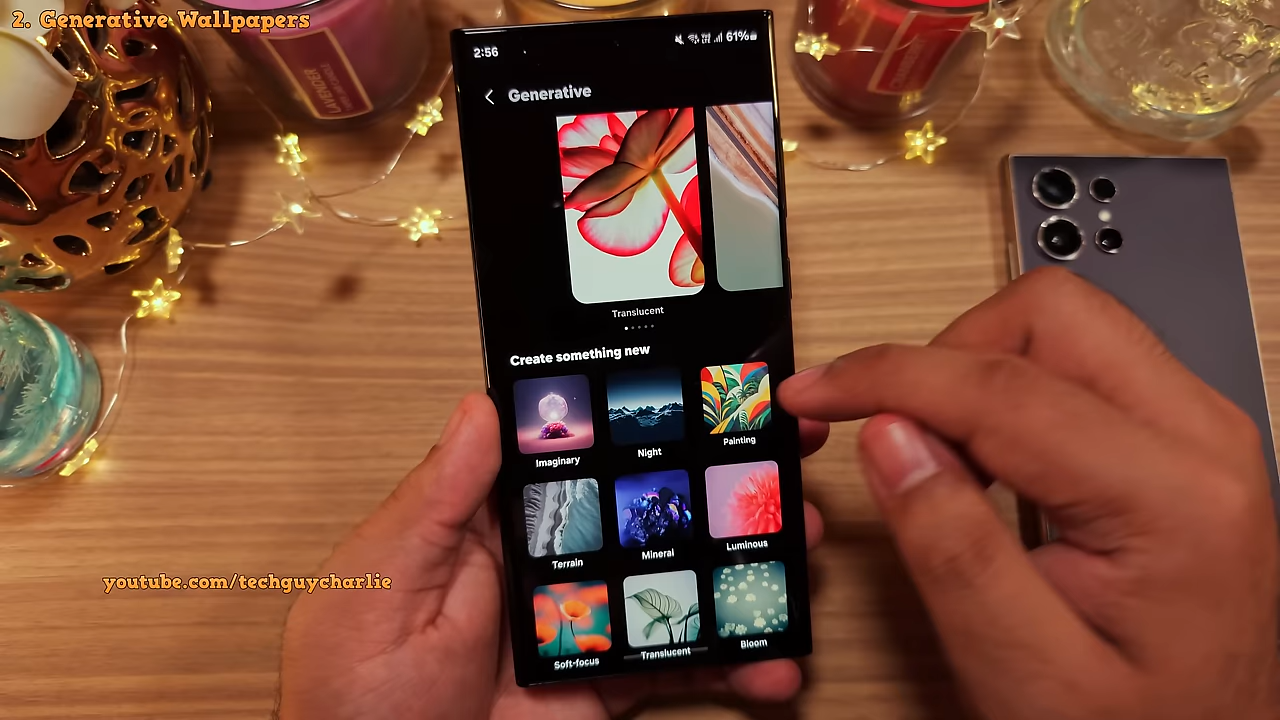 2. Generative Wallpapers
LAVENDER
2:56
61%
Generative
Translucent
Create something new
Imaginary
Night
Painting
Terrain
Mineral
Luminous
Soft-focus
Translucent
Bloom
youtube.com/techguycharlie